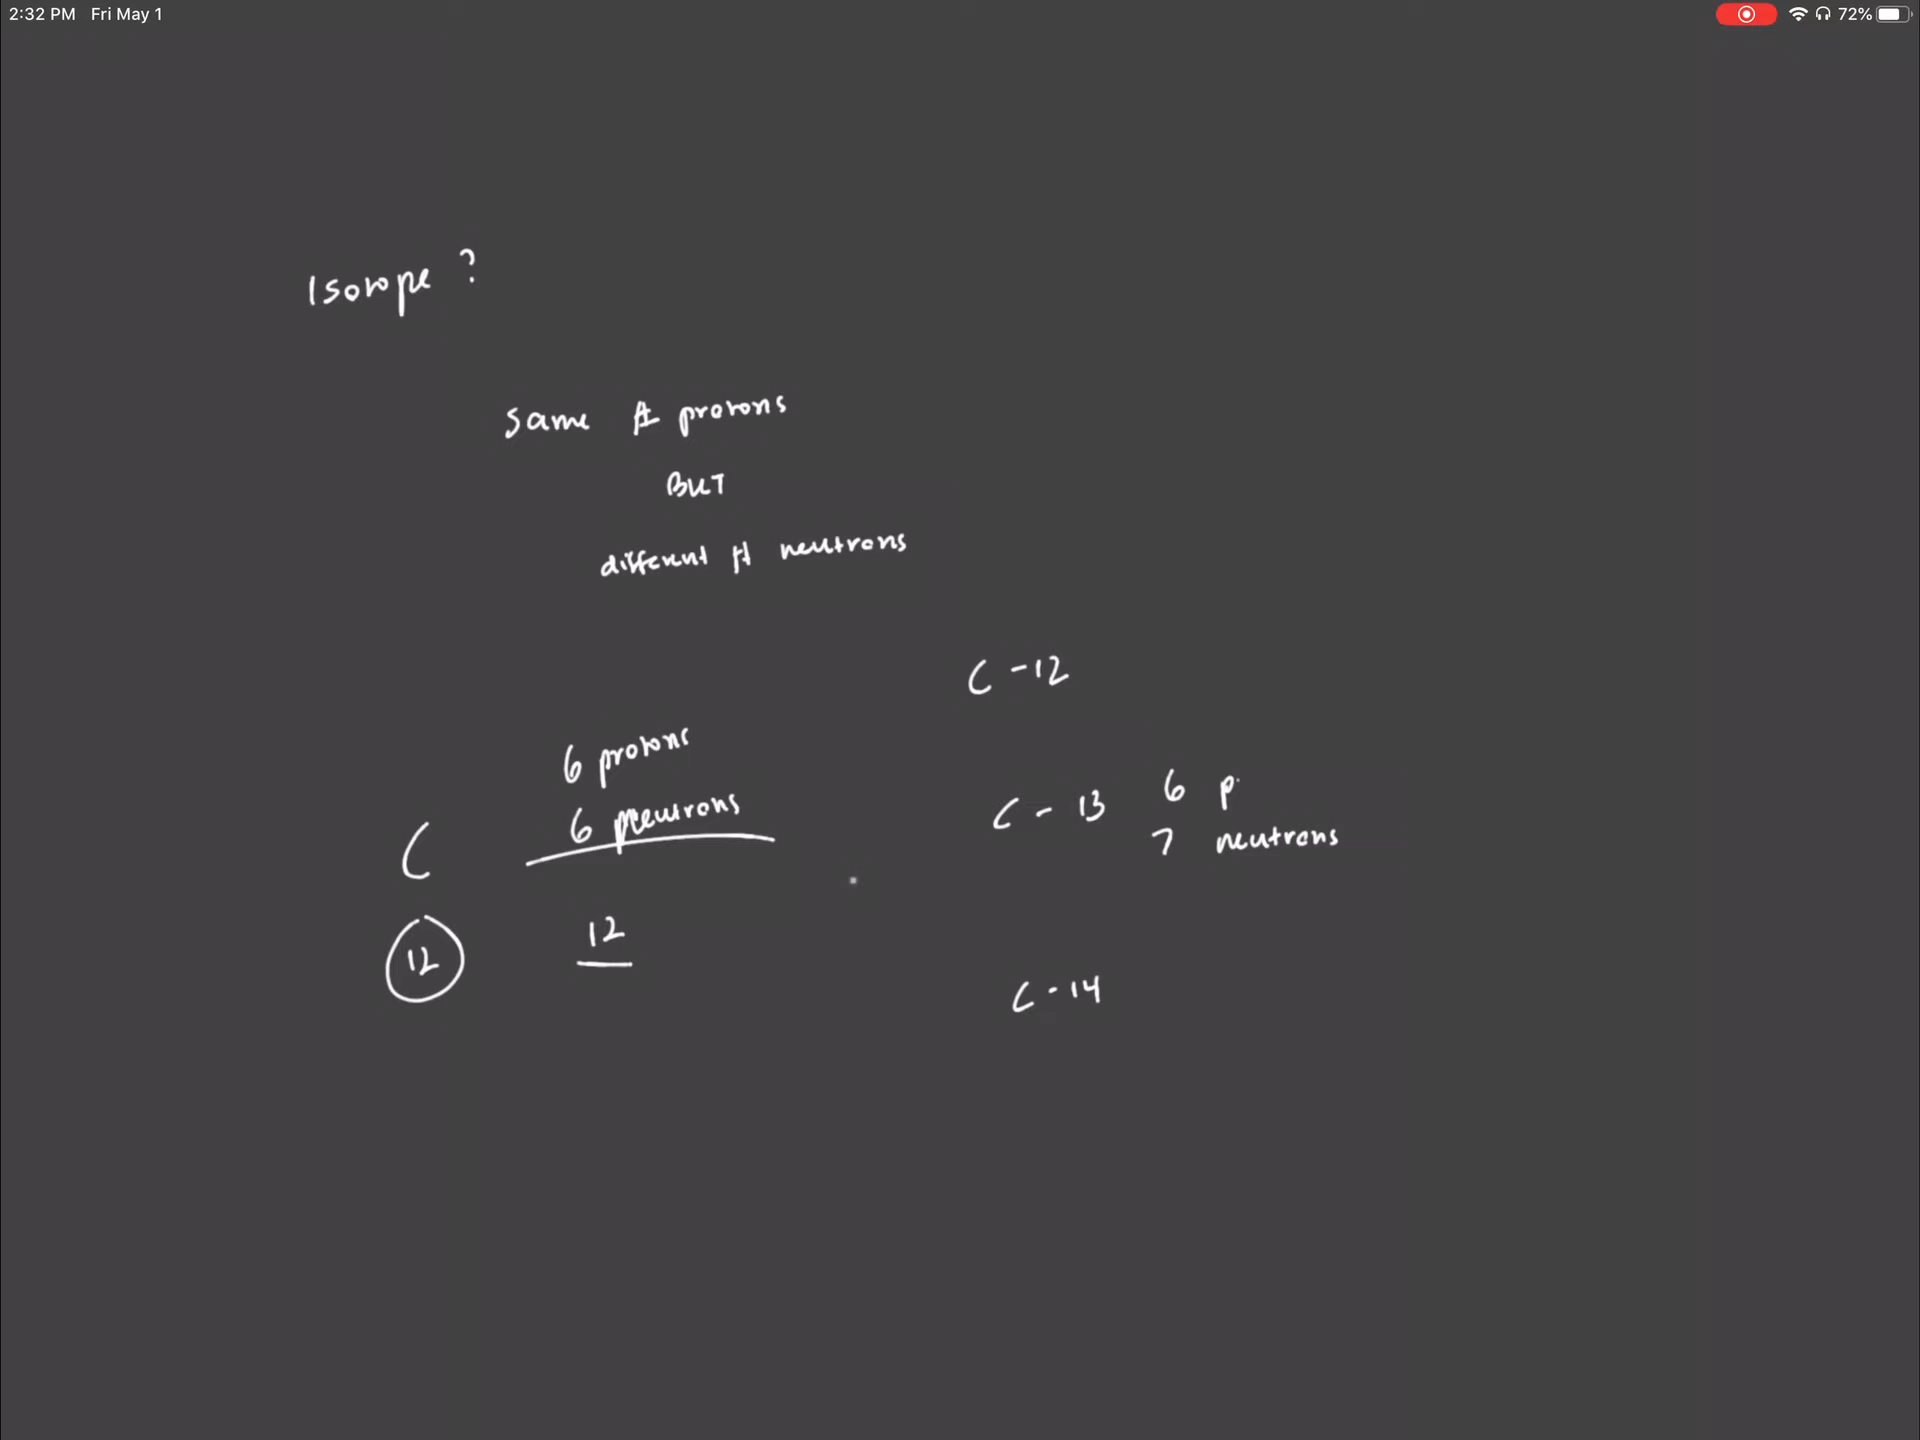 2:32 PM Fri May 1
72%
Isotope ?
Same # protons
BUT
different # neutrons
C - 12
6 protons
6 neutrons
C
12
12
C - 13 6 p
7 neutrons
C - 14